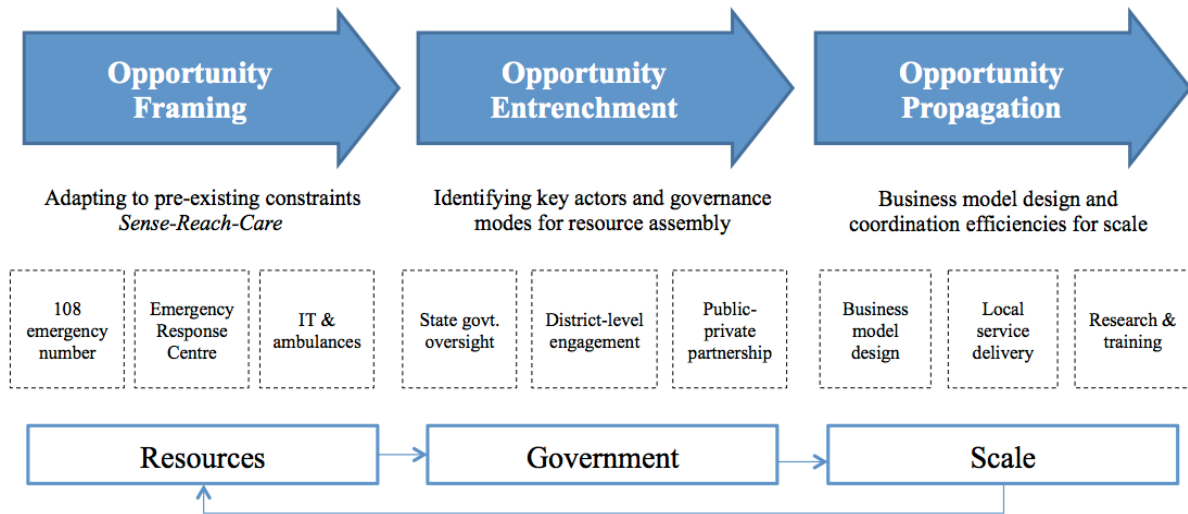 Opportunity
Framing
Opportunity
Entrenchment
Opportunity
Propagation
Adapting to pre-existing constraints
Sense-Reach-Care
Identifying key actors and governance
modes for resource assembly
Business model design and
coordination efficiencies for scale
108
emergency
number
Emergency
Response
Centre
IT &
ambulances
State govt.
oversight
District-level
engagement
Public-
private
partnership
Business
model
design
Local
service
delivery
Research &
training
Resources
Government
Scale